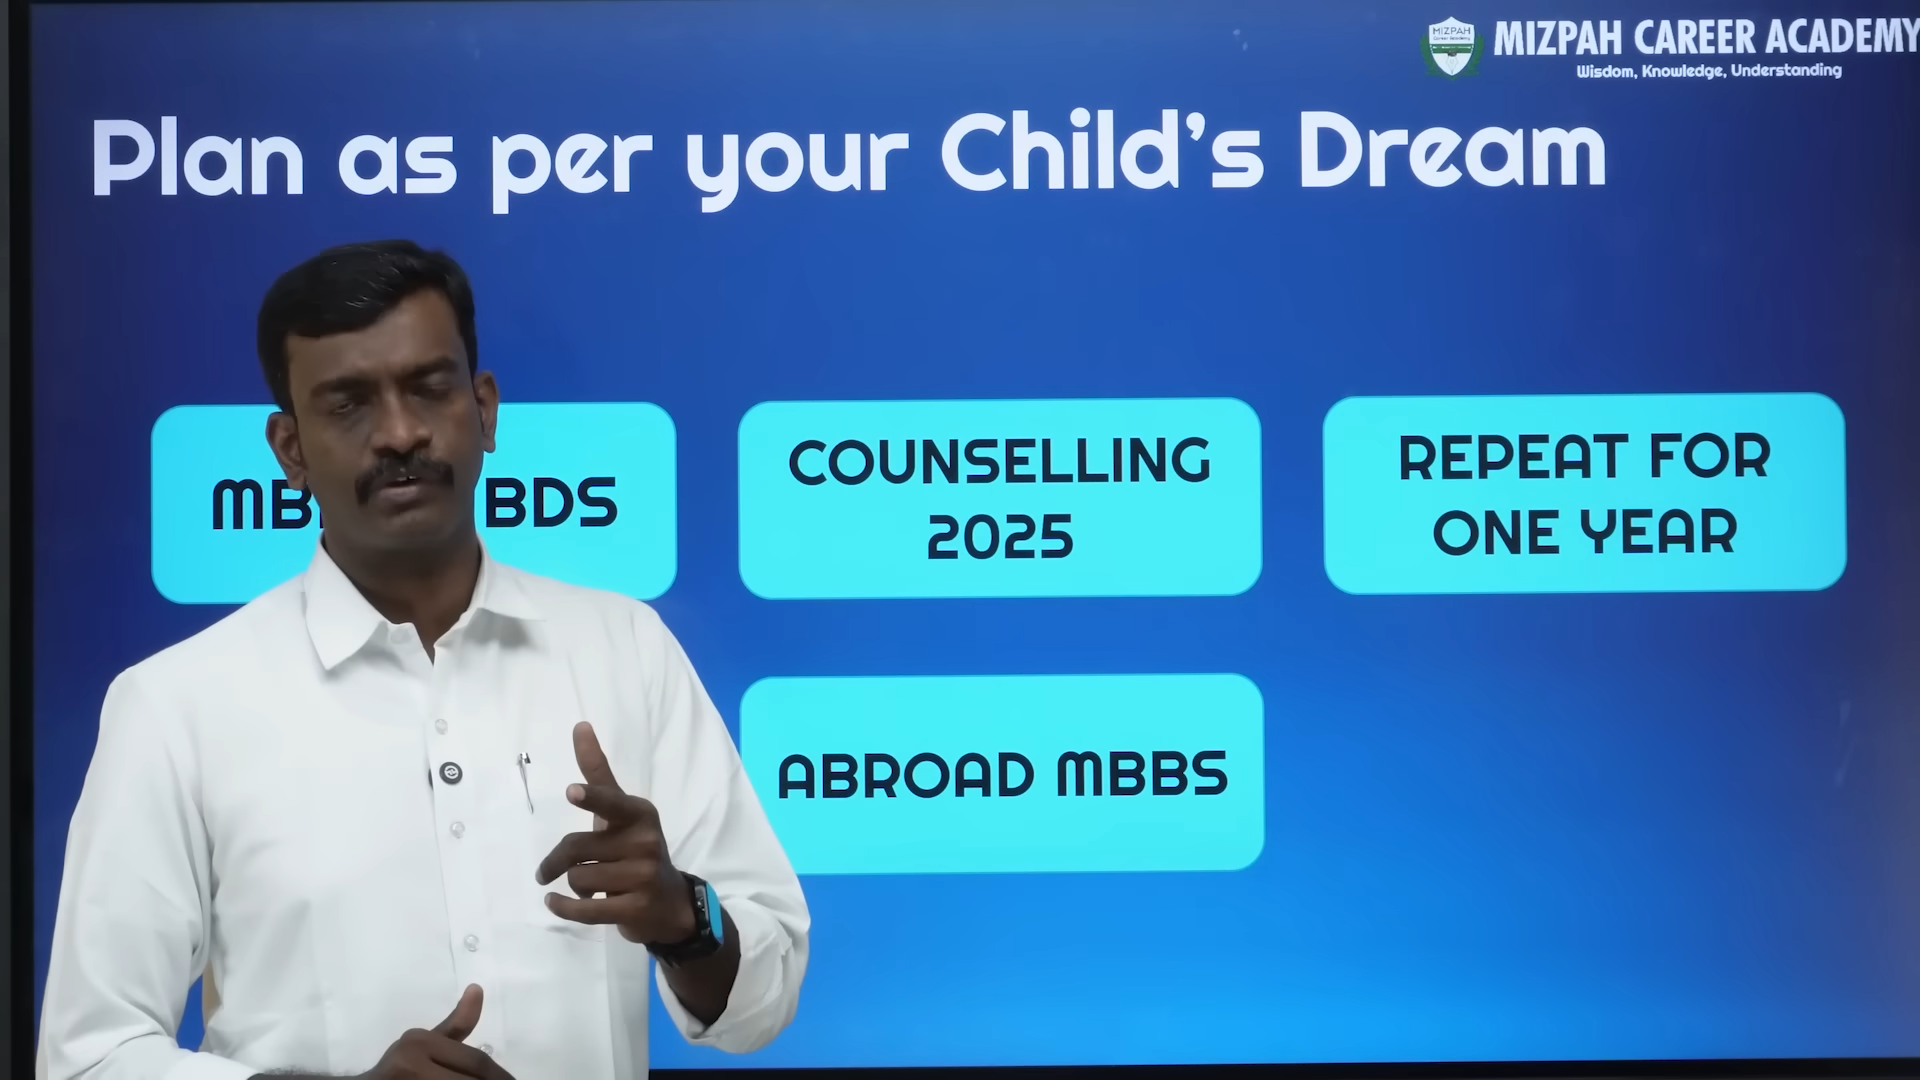 MIZPAH CAREER ACADEMY
Wisdom, Knowledge, Understanding
MIZPAH
Plan as per your Child's Dream
BDS
COUNSELLING
2025
REPEAT FOR
ONE YEAR
ABROAD MBBS